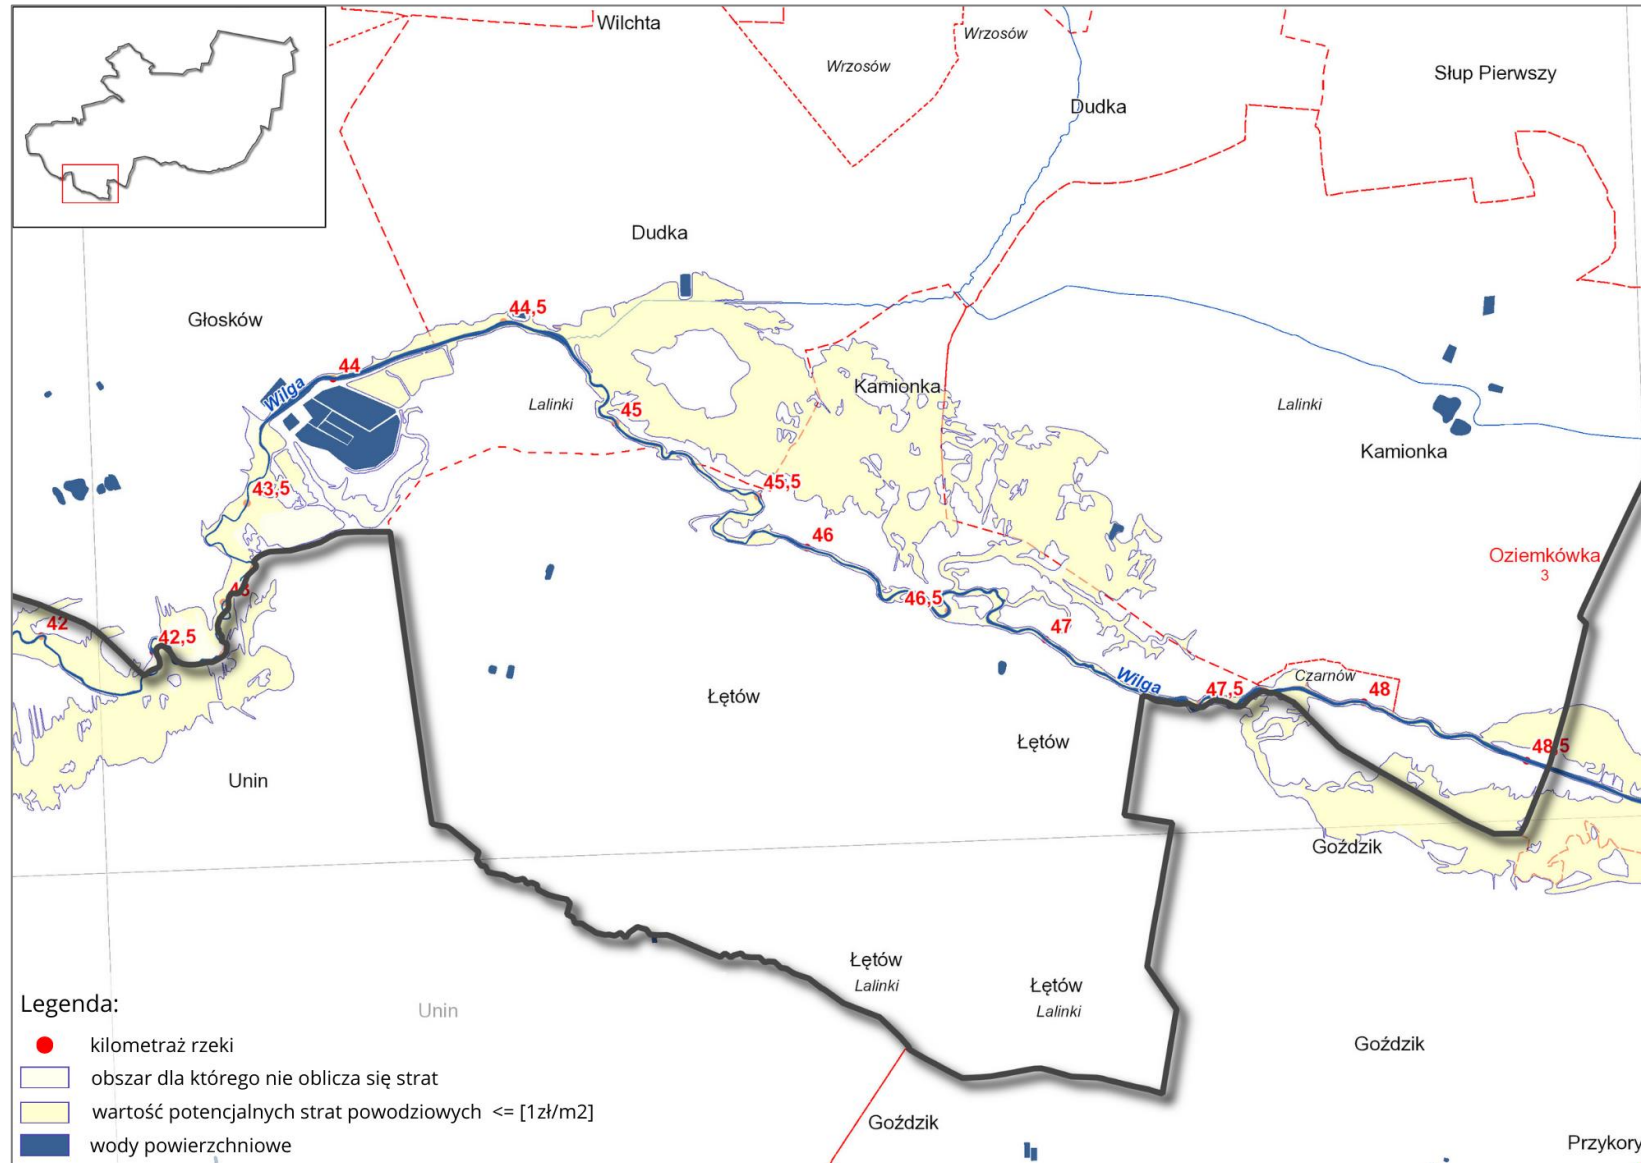 Wilchta
Wrzosów
Wrzosów
Słup Pierwszy
Dudka
Dudka
Głosków
44,5
44
Wilga
Kamionka
Lalinki
45
Lalinki
Kamionka
43,5
45,5
46
Oziemkówka
3
43
46,5
42
42,5
47
Wilga
47,5
Czarnów
48
Łętów
Łętów
48,5
Unin
Goździk
Łętów
Lalinki
Łętów
Lalinki
Unin
Goździk
Goździk
Przykory
Legenda:
kilometraż rzeki
obszar dla którego nie oblicza się strat
wartość potencjalnych strat powodziowych <= [1zł/m2]
wody powierzchniowe